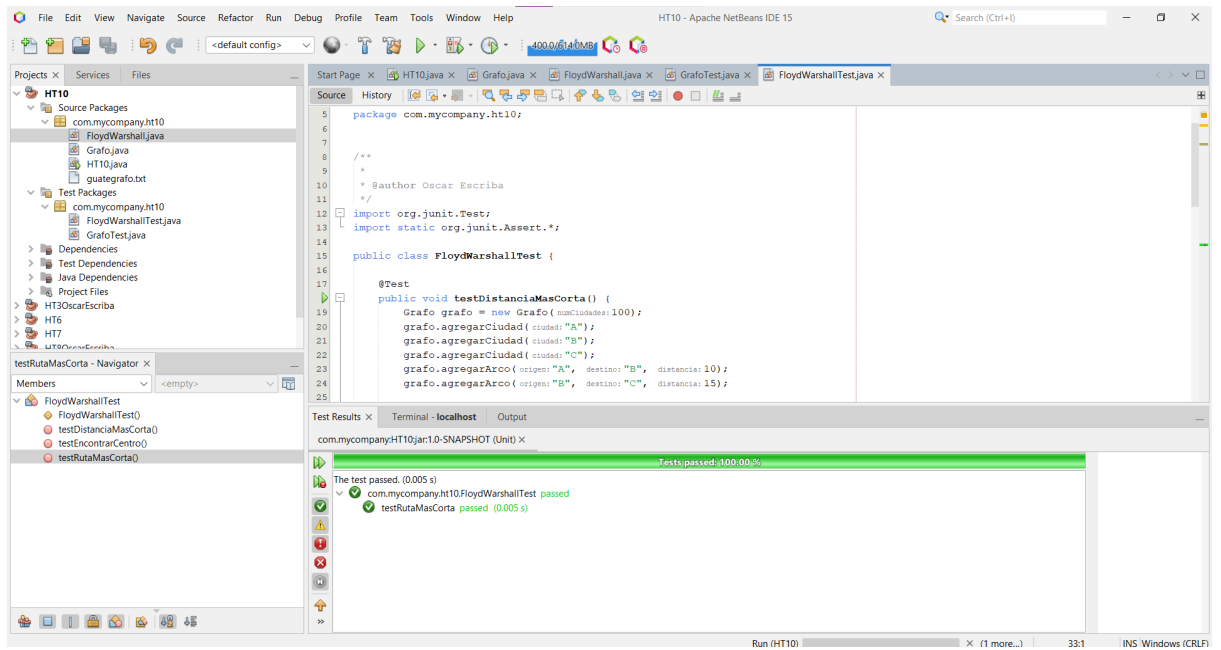 File Edit View Navigate Source Refactor Run Debug Profile Team Tools Window Help HT10 - Apache NetBeans IDE 15 Search (Ctrl+I)
<default config> 400.0/614.0MB
Projects Services Files
HT10
Source Packages
com.mycompany.ht10
FloydWarshall.java
Grafo.java
HT10.java
guategrafo.txt
Test Packages
com.mycompany.ht10
FloydWarshallTest.java
GrafoTest.java
Dependencies
Test Dependencies
Java Dependencies
Project Files
HT3OscarEscriba
HT6
HT7
HT8OscarEscriba
testRutaMasCorta - Navigator
Members <empty>
FloydWarshallTest
FloydWarshallTest()
testDistanciaMasCorta()
testEncontrarCentro()
testRutaMasCorta()
Start Page HT10.java Grafo.java FloydWarshall.java GrafoTest.java FloydWarshallTest.java
Source History
5 package com.mycompany.ht10;
6
7
8 /**
9 *
10 * @author Oscar Escriba
11 */
12 import org.junit.Test;
13 import static org.junit.Assert.*;
14
15 public class FloydWarshallTest {
16
17 @Test
public void testDistanciaMasCorta() {
19 Grafo grafo = new Grafo( numCiudades: 100);
20 grafo.agregarCiudad( ciudad: "A");
21 grafo.agregarCiudad( ciudad: "B");
22 grafo.agregarCiudad( ciudad: "C");
23 grafo.agregarArco( origen: "A", destino: "B", distancia: 10);
24 grafo.agregarArco( origen: "B", destino: "C", distancia: 15);
25
Test Results Terminal - localhost Output
com.mycompany:HT10:jar:1.0-SNAPSHOT (Unit)
Tests passed: 100.00 %
The test passed. (0.005 s)
com.mycompany.ht10.FloydWarshallTest passed
testRutaMasCorta passed (0.005 s)
Run (HT10) (1 more...) 33:1 INS Windows (CRLF)